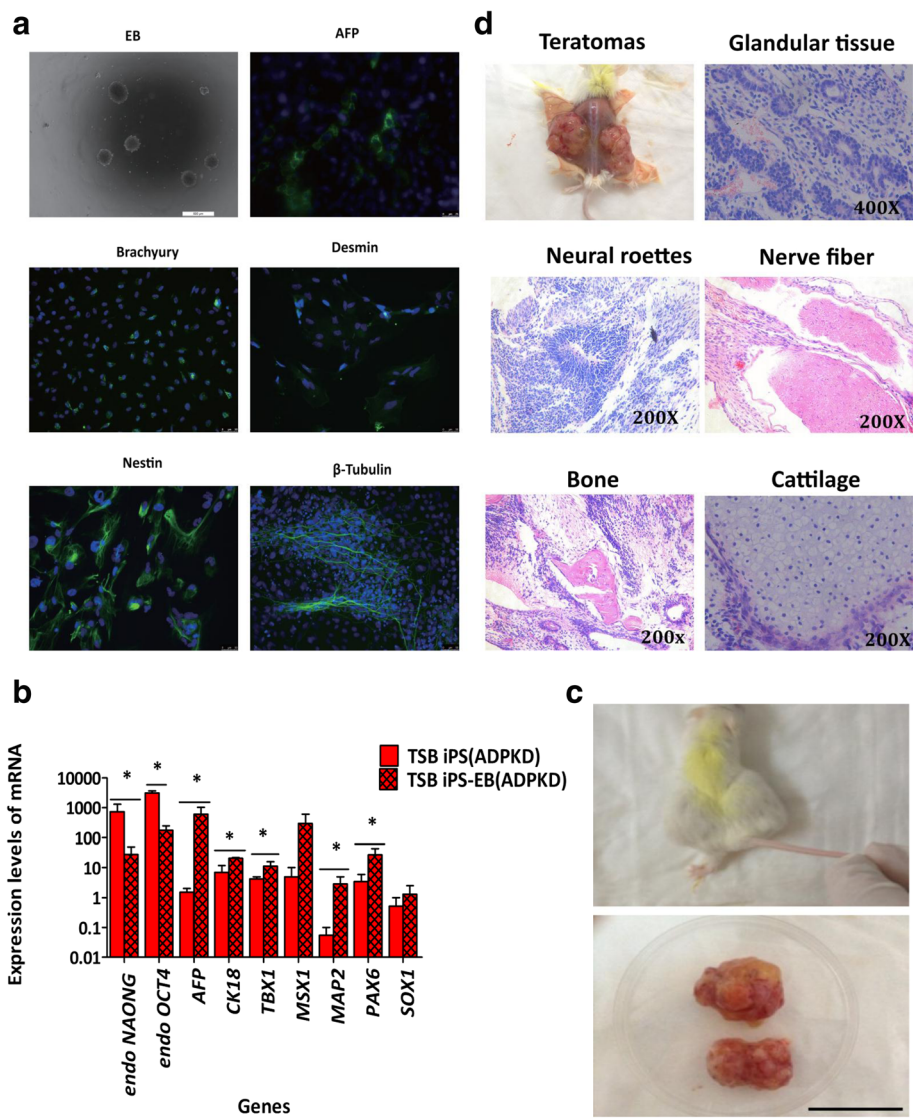 a
EB
AFP
Brachyury
Desmin
Nestin
β-Tubulin
d
Teratomas
Glandular tissue
400X
Neural roettes
Nerve fiber
200X
200X
Bone
Cattilage
200x
200X
b
Expression levels of mRNA
TSB iPS(ADPKD)
TSB iPS-EB(ADPKD)
10000
1000
100
10
1
0.1
0.01
* * * * * * *
endo NAONG
endo OCT4
AFP
CK18
TBX1
MSX1
MAP2
PAX6
SOX1
Genes
c